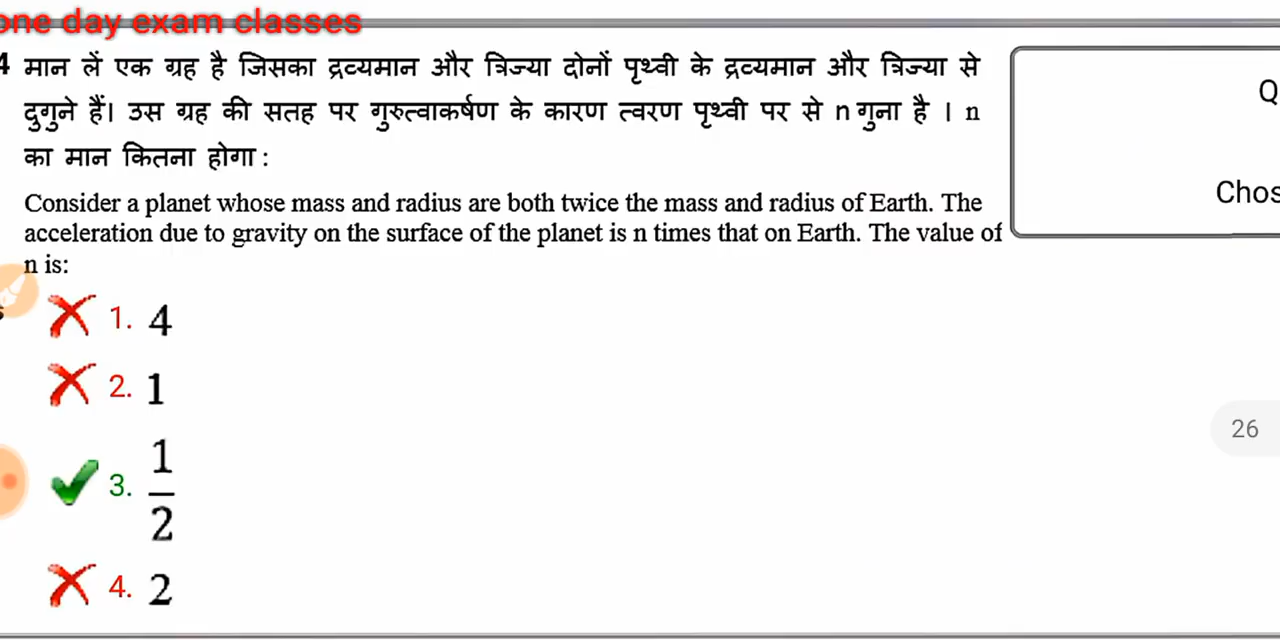 one day exam classes
4 मान लें एक ग्रह है जिसका द्रव्यमान और त्रिज्या दोनों पृथ्वी के द्रव्यमान और त्रिज्या से
दुगुने हैं। उस ग्रह की सतह पर गुरुत्वाकर्षण के कारण त्वरण पृथ्वी पर से n गुना है । n
का मान कितना होगा :
Consider a planet whose mass and radius are both twice the mass and radius of Earth. The
acceleration due to gravity on the surface of the planet is n times that on Earth. The value of
n is:
Q
Chos
1. 4
2. 1
26
3. 1/2
4. 2